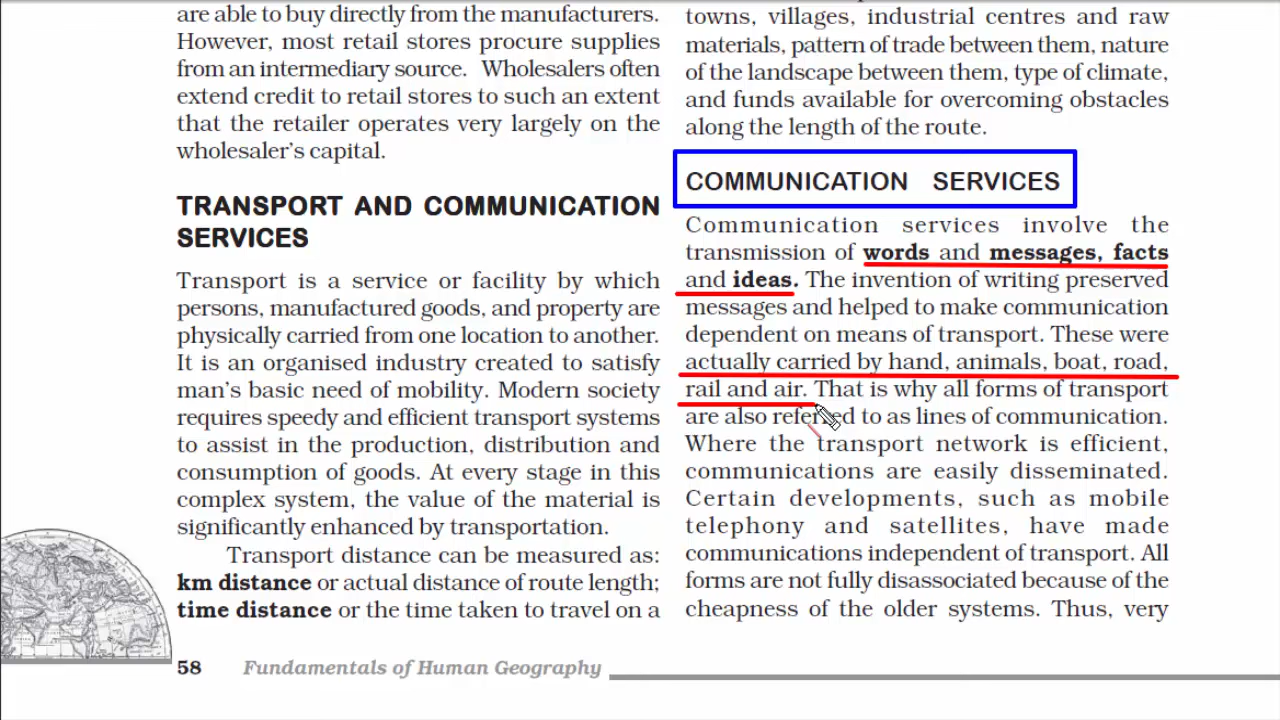 are able to buy directly from the manufacturers.
However, most retail stores procure supplies
from an intermediary source. Wholesalers often
extend credit to retail stores to such an extent
that the retailer operates very largely on the
wholesaler's capital.
TRANSPORT AND COMMUNICATION
SERVICES
Transport is a service or facility by which
persons, manufactured goods, and property are
physically carried from one location to another.
It is an organised industry created to satisfy
man's basic need of mobility. Modern society
requires speedy and efficient transport systems
to assist in the production, distribution and
consumption of goods. At every stage in this
complex system, the value of the material is
significantly enhanced by transportation.
Transport distance can be measured as:
km distance or actual distance of route length;
time distance or the time taken to travel on a
towns, villages, industrial centres and raw
materials, pattern of trade between them, nature
of the landscape between them, type of climate,
and funds available for overcoming obstacles
along the length of the route.
COMMUNICATION SERVICES
Communication services involve the
transmission of words and messages, facts
and ideas. The invention of writing preserved
messages and helped to make communication
dependent on means of transport. These were
actually carried by hand, animals, boat, road,
rail and air. That is why all forms of transport
are also referred to as lines of communication.
Where the transport network is efficient,
communications are easily disseminated.
Certain developments, such as mobile
telephony and satellites, have made
communications independent of transport. All
forms are not fully disassociated because of the
cheapness of the older systems. Thus, very
58 Fundamentals of Human Geography